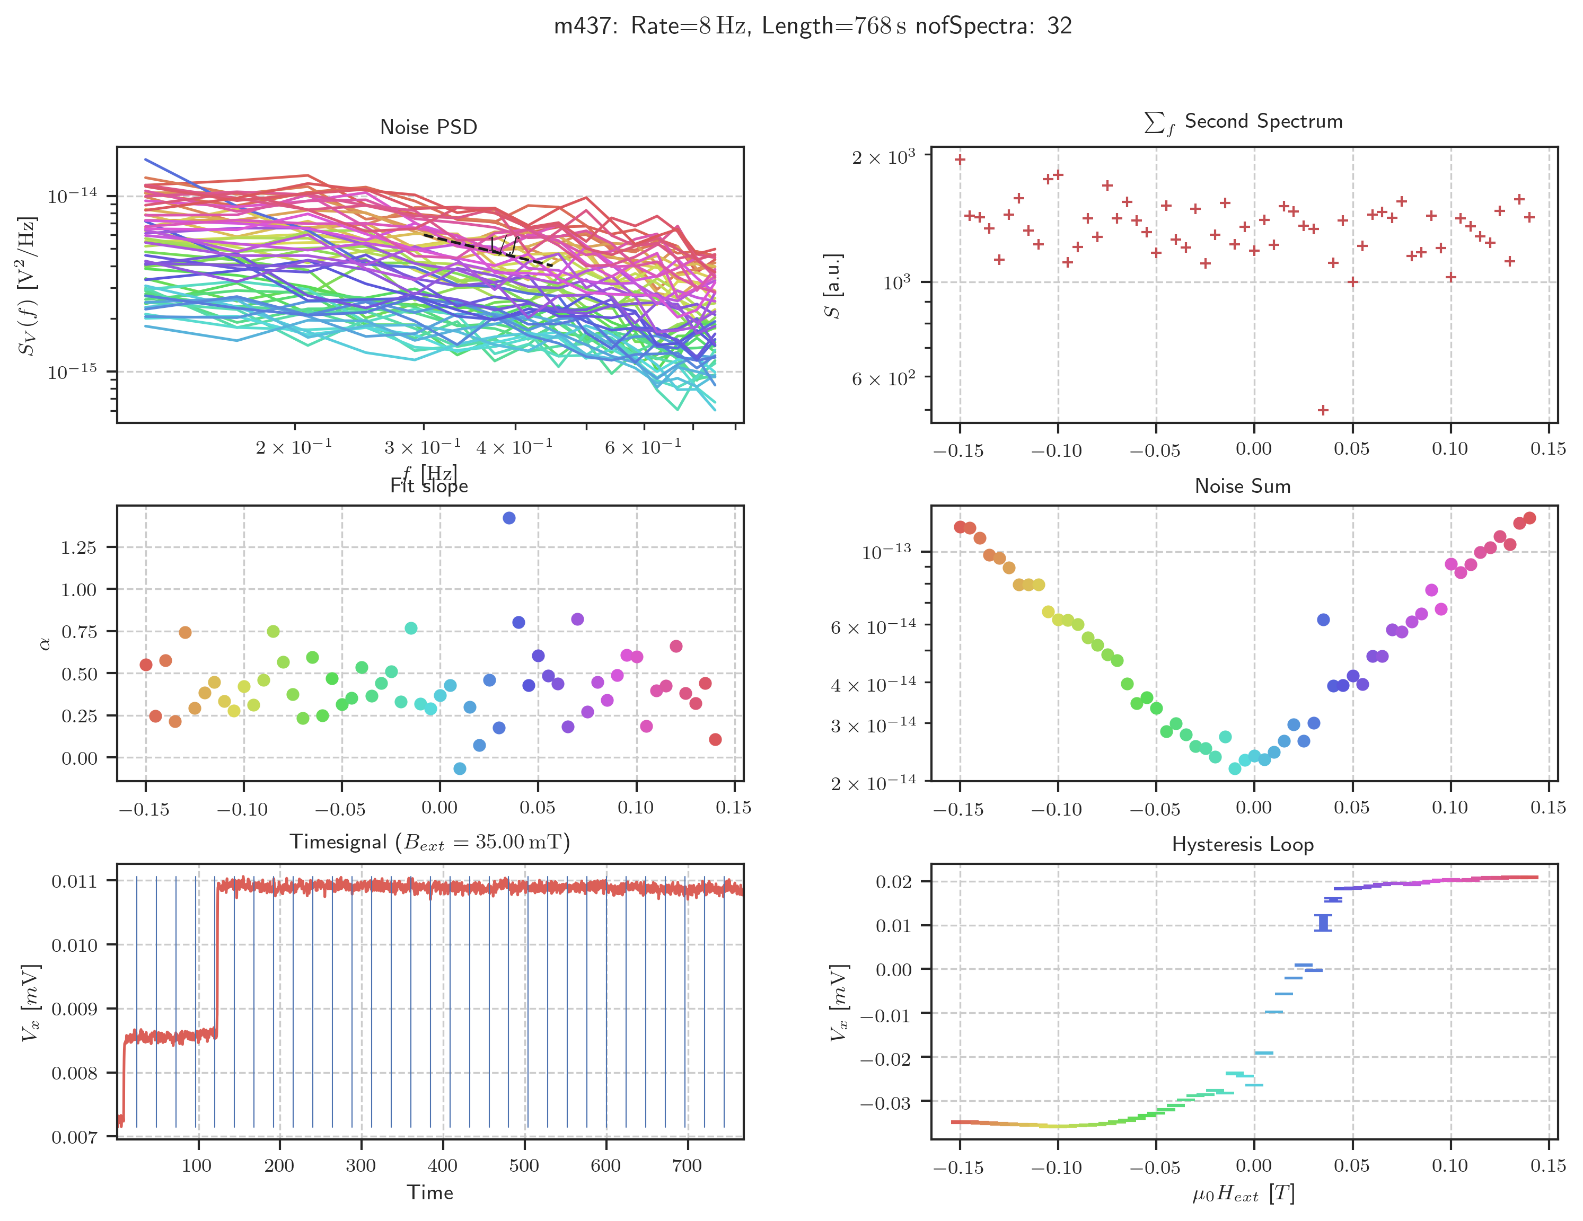 m437: Rate=8 Hz, Length=768 s nofSpectra: 32
Noise PSD
S_V (f) [V²/Hz]
10⁻¹⁴
10⁻¹⁵
1/f
2 × 10⁻¹ 3 × 10⁻¹ 4 × 10⁻¹ 6 × 10⁻¹
f [Hz]
∑_f Second Spectrum
S [a.u.]
2 × 10³
10³
6 × 10²
−0.15 −0.10 −0.05 0.00 0.05 0.10 0.15
Fit slope
α
1.25
1.00
0.75
0.50
0.25
0.00
−0.15 −0.10 −0.05 0.00 0.05 0.10 0.15
Noise Sum
10⁻¹³
6 × 10⁻¹⁴
4 × 10⁻¹⁴
3 × 10⁻¹⁴
2 × 10⁻¹⁴
−0.15 −0.10 −0.05 0.00 0.05 0.10 0.15
Timesignal (B_ext = 35.00 mT)
V_x [mV]
0.011
0.010
0.009
0.008
0.007
100 200 300 400 500 600 700
Time
Hysteresis Loop
V_x [mV]
0.02
0.01
0.00
−0.01
−0.02
−0.03
−0.15 −0.10 −0.05 0.00 0.05 0.10 0.15
μ₀H_ext [T]